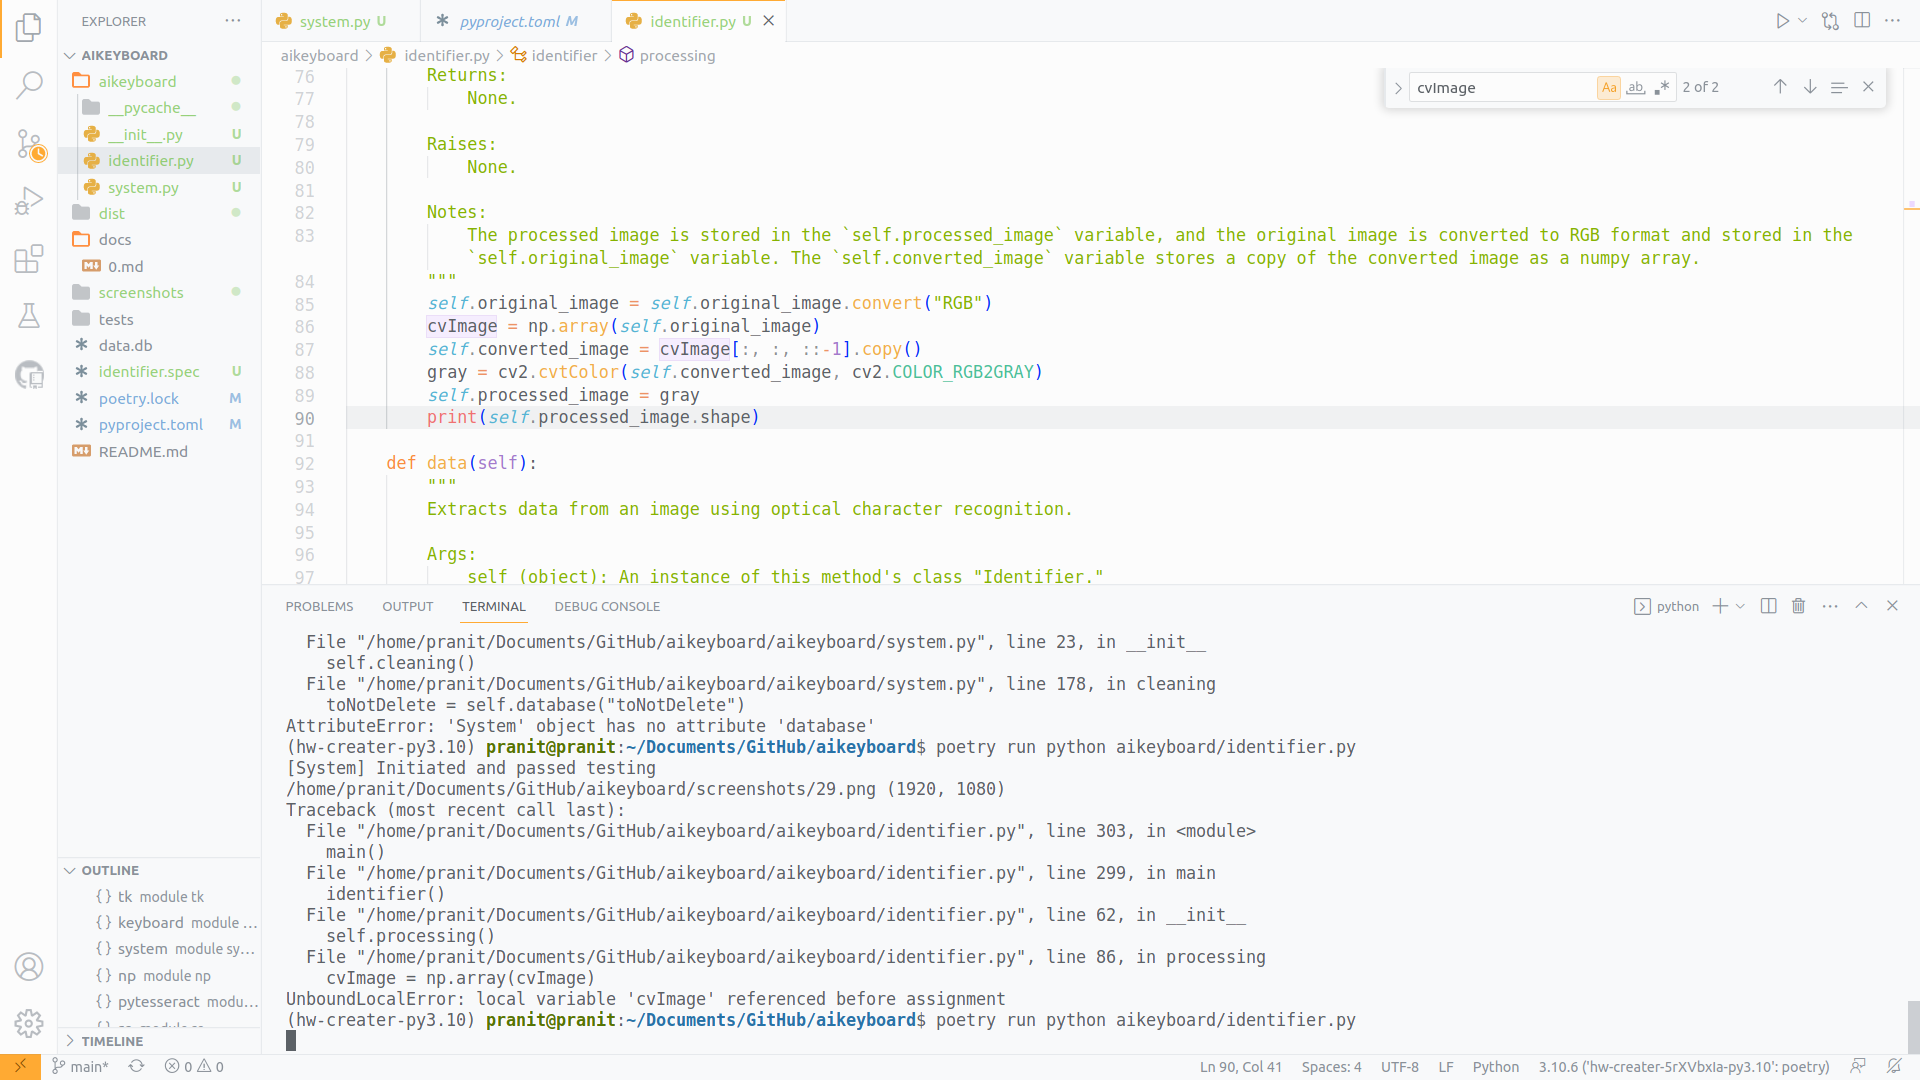 EXPLORER
AIKEYBOARD
aikeyboard
__pycache__
__init__.py U
identifier.py U
system.py U
dist
docs
0.md
screenshots
tests
data.db
identifier.spec U
poetry.lock M
pyproject.toml M
README.md
OUTLINE
tk module tk
keyboard module ...
system module sy...
np module np
pytesseract modu...
TIMELINE
system.py U
pyproject.toml M
identifier.py U
aikeyboard > identifier.py > identifier > processing
cvImage Aa ab 2 of 2
76 Returns:
77 None.
78
79 Raises:
80 None.
81
82 Notes:
83 The processed image is stored in the `self.processed_image` variable, and the original image is converted to RGB format and stored in the
`self.original_image` variable. The `self.converted_image` variable stores a copy of the converted image as a numpy array.
84 """
85 self.original_image = self.original_image.convert("RGB")
86 cvImage = np.array(self.original_image)
87 self.converted_image = cvImage[:, :, ::-1].copy()
88 gray = cv2.cvtColor(self.converted_image, cv2.COLOR_RGB2GRAY)
89 self.processed_image = gray
90 print(self.processed_image.shape)
91
92 def data(self):
93 """
94 Extracts data from an image using optical character recognition.
95
96 Args:
97 self (object): An instance of this method's class "Identifier."
PROBLEMS OUTPUT TERMINAL DEBUG CONSOLE
python
File "/home/pranit/Documents/GitHub/aikeyboard/aikeyboard/system.py", line 23, in __init__
self.cleaning()
File "/home/pranit/Documents/GitHub/aikeyboard/aikeyboard/system.py", line 178, in cleaning
toNotDelete = self.database("toNotDelete")
AttributeError: 'System' object has no attribute 'database'
(hw-creater-py3.10) pranit@pranit:~/Documents/GitHub/aikeyboard$ poetry run python aikeyboard/identifier.py
[System] Initiated and passed testing
/home/pranit/Documents/GitHub/aikeyboard/screenshots/29.png (1920, 1080)
Traceback (most recent call last):
File "/home/pranit/Documents/GitHub/aikeyboard/aikeyboard/identifier.py", line 303, in <module>
main()
File "/home/pranit/Documents/GitHub/aikeyboard/aikeyboard/identifier.py", line 299, in main
identifier()
File "/home/pranit/Documents/GitHub/aikeyboard/aikeyboard/identifier.py", line 62, in __init__
self.processing()
File "/home/pranit/Documents/GitHub/aikeyboard/aikeyboard/identifier.py", line 86, in processing
cvImage = np.array(cvImage)
UnboundLocalError: local variable 'cvImage' referenced before assignment
(hw-creater-py3.10) pranit@pranit:~/Documents/GitHub/aikeyboard$ poetry run python aikeyboard/identifier.py
main* 0 0 Ln 90, Col 41 Spaces: 4 UTF-8 LF Python 3.10.6 ('hw-creater-5rXVbxIa-py3.10': poetry)